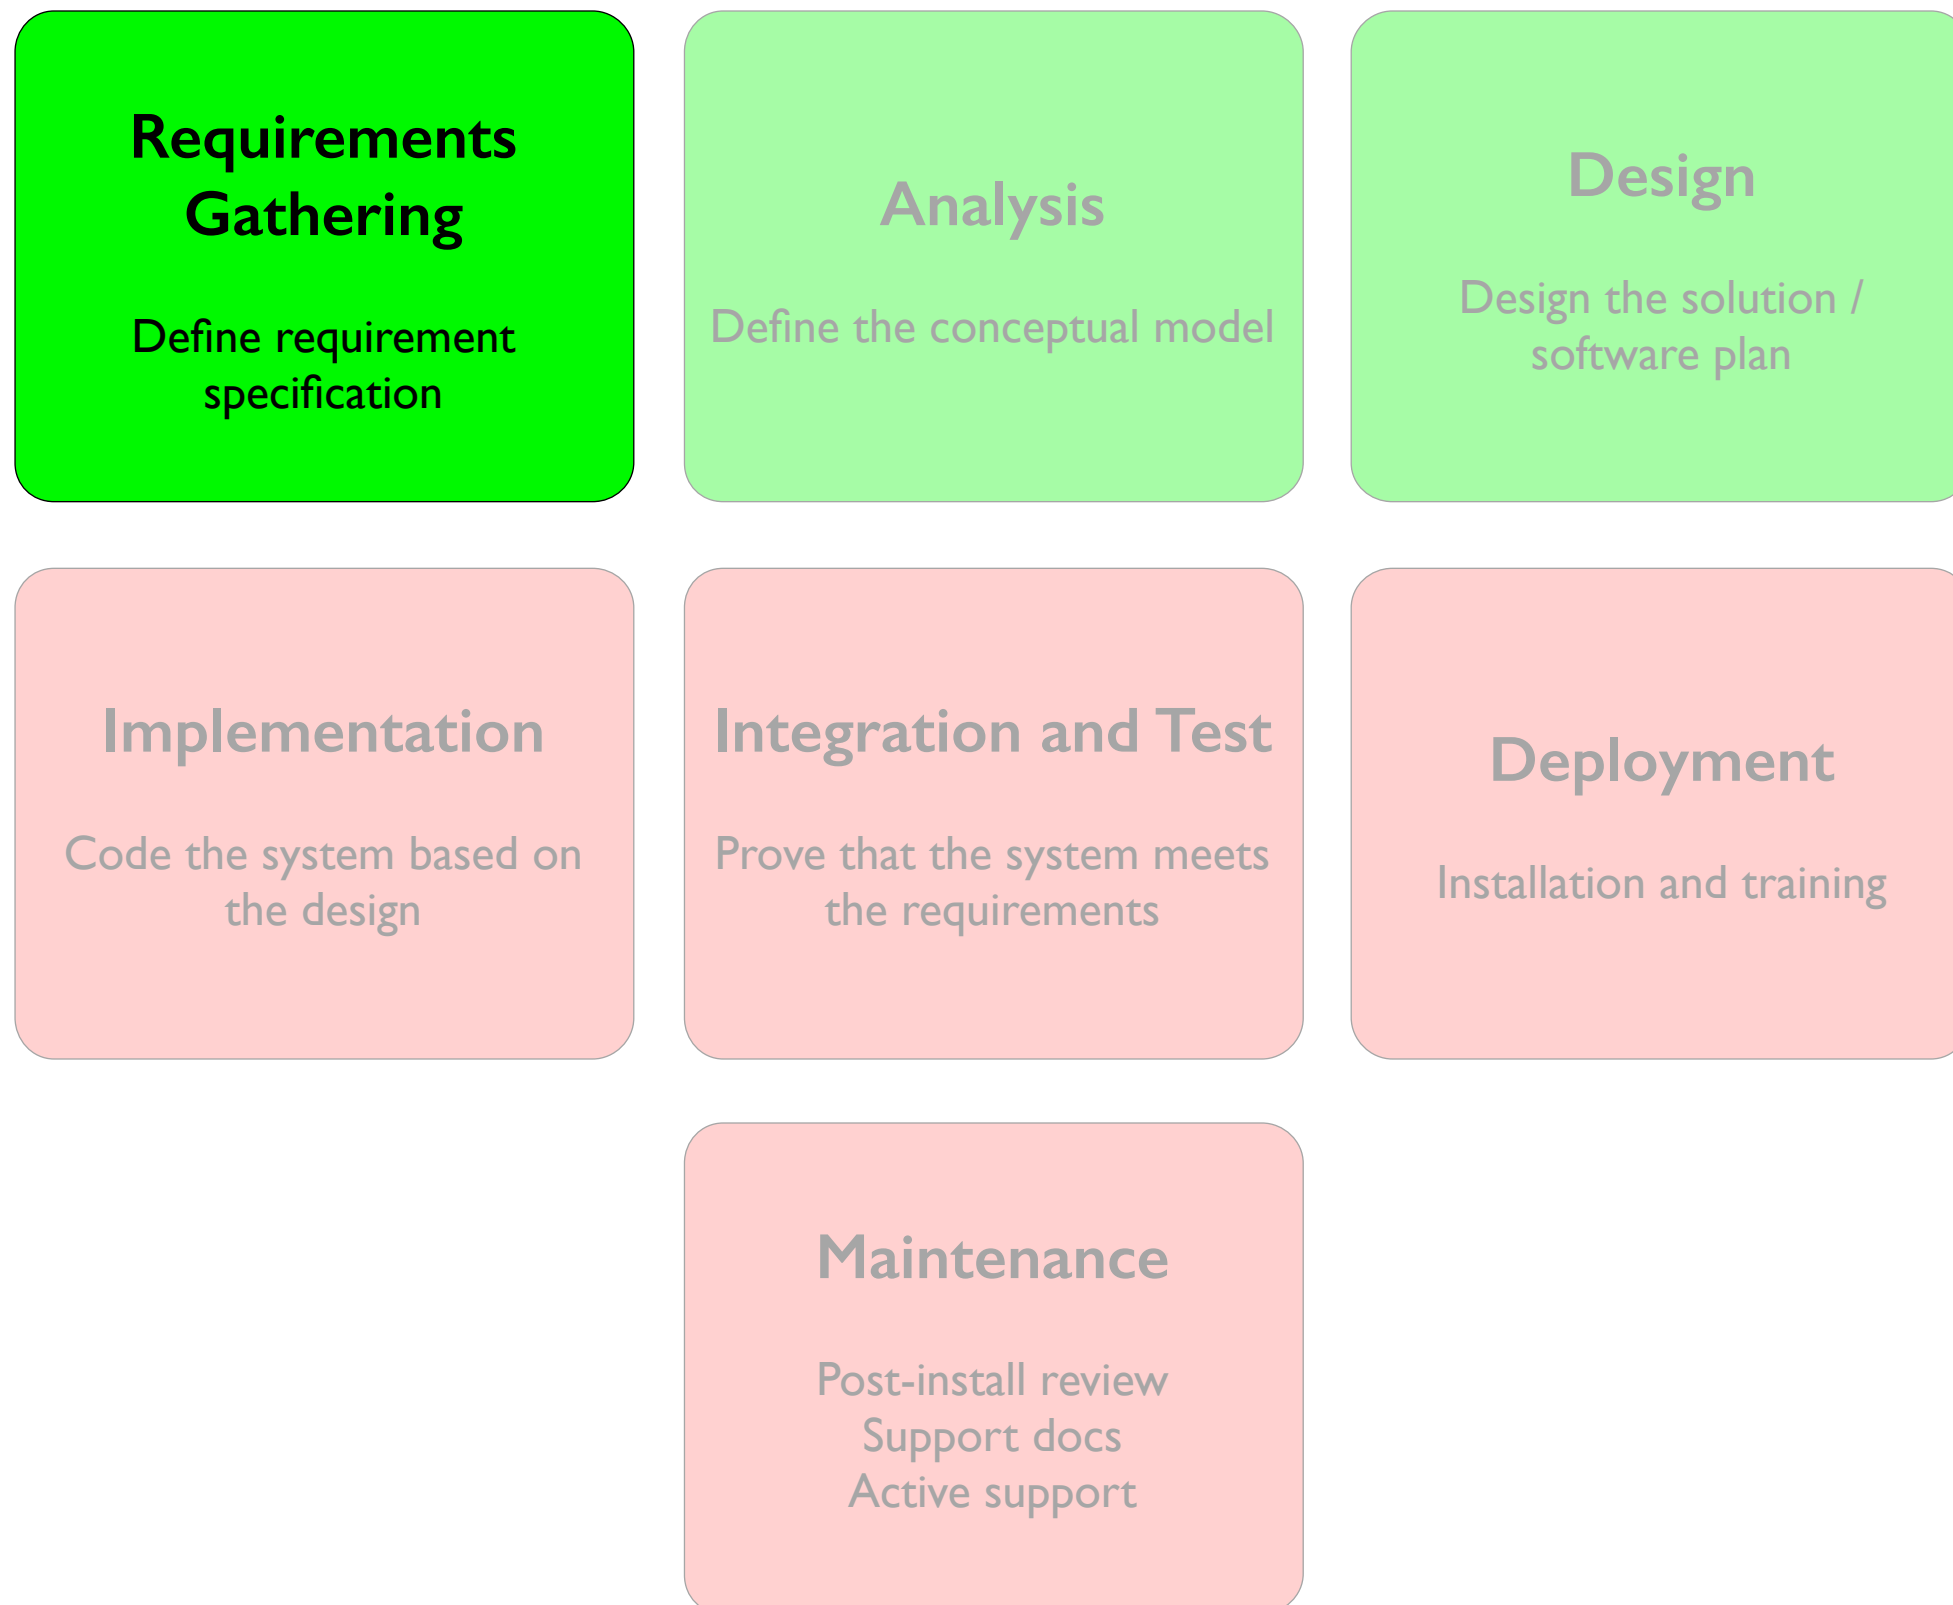 Requirements
Gathering
Define requirement
specification
Analysis
Define the conceptual model
Design
Design the solution /
software plan
Implementation
Code the system based on
the design
Integration and Test
Prove that the system meets
the requirements
Deployment
Installation and training
Maintenance
Post-install review
Support docs
Active support